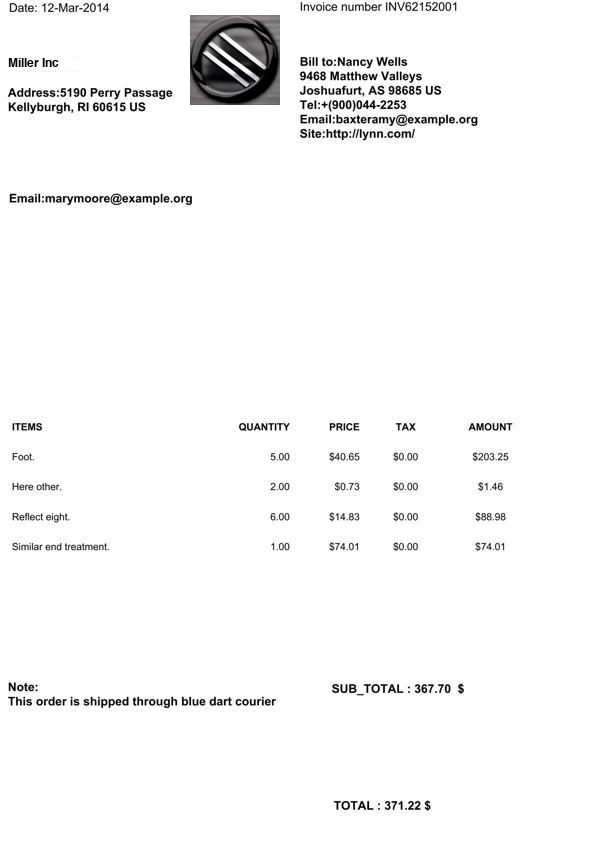 Date: 12-Mar-2014
Invoice number INV62152001
Miller Inc
Address:5190 Perry Passage
Kellyburgh, RI 60615 US
Bill to:Nancy Wells
9468 Matthew Valleys
Joshuafurt, AS 98685 US
Tel:+(900)044-2253
Email:baxteramy@example.org
Site:http://lynn.com/
Email:marymoore@example.org
ITEMS QUANTITY PRICE TAX AMOUNT
Foot. 5.00 $40.65 $0.00 $203.25
Here other. 2.00 $0.73 $0.00 $1.46
Reflect eight. 6.00 $14.83 $0.00 $88.98
Similar end treatment. 1.00 $74.01 $0.00 $74.01
Note:
This order is shipped through blue dart courier
SUB_TOTAL : 367.70 $
TOTAL : 371.22 $